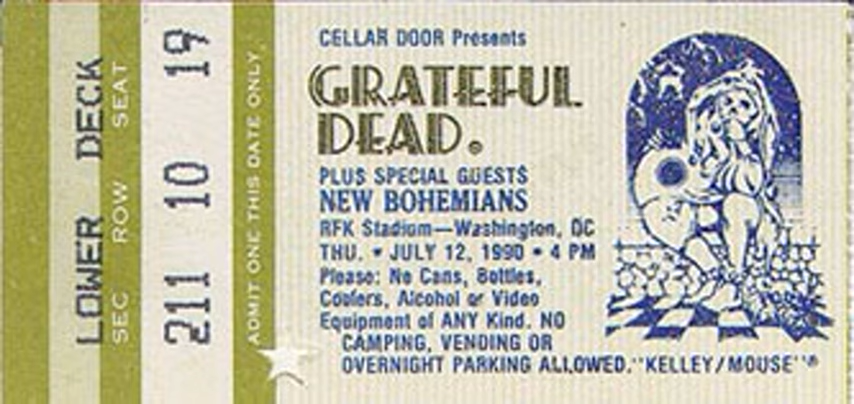 LOWER DECK
SEC ROW SEAT
211 10 19
ADMIT ONE THIS DATE ONLY.
CELLAR DOOR Presents
GRATEFUL
DEAD.
PLUS SPECIAL GUESTS
NEW BOHEMIANS
RFK Stadium—Washington, DC
THU. • JULY 12, 1990 • 4 PM
Please: No Cans, Bottles,
Coolers, Alcohol or Video
Equipment of ANY Kind. NO
CAMPING, VENDING OR
OVERNIGHT PARKING ALLOWED."KELLEY/MOUSE"®